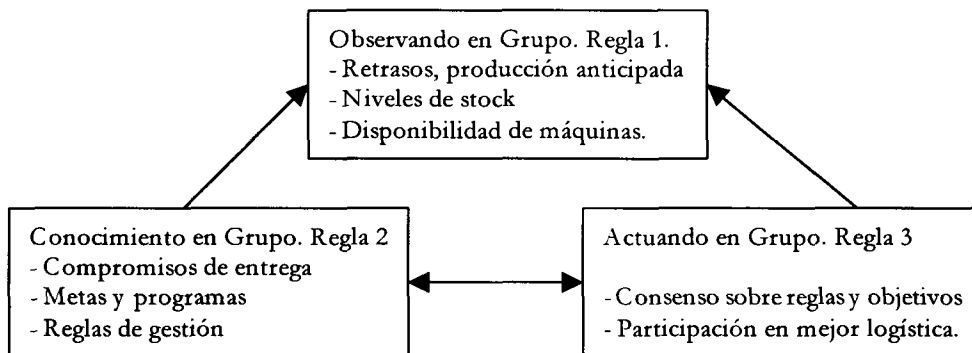 Observando en Grupo. Regla 1.
- Retrasos, producción anticipada
- Niveles de stock
- Disponibilidad de máquinas.
Conocimiento en Grupo. Regla 2
- Compromisos de entrega
- Metas y programas
- Reglas de gestión
Actuando en Grupo. Regla 3
- Consenso sobre reglas y objetivos
- Participación en mejor logística.